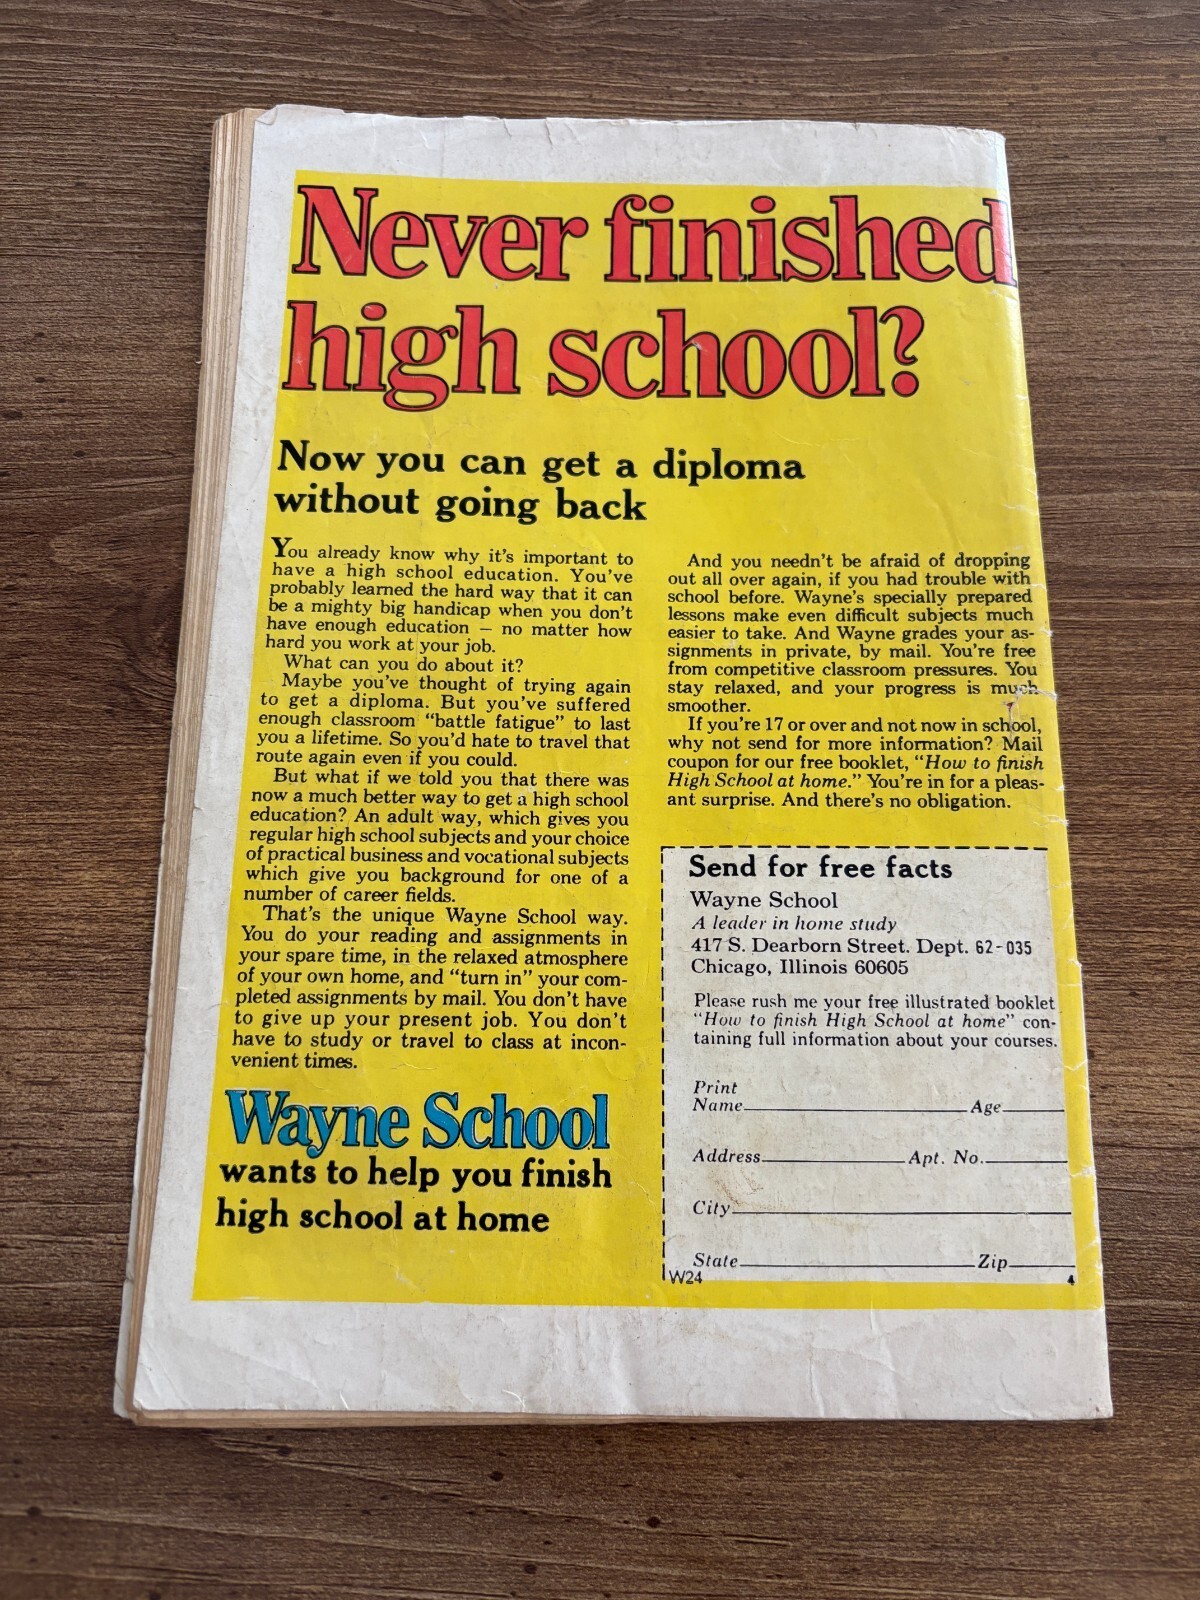 Never finished
high school?
Now you can get a diploma
without going back
You already know why it's important to
have a high school education. You've
probably learned the hard way that it can
be a mighty big handicap when you don't
have enough education — no matter how
hard you work at your job.
What can you do about it?
Maybe you've thought of trying again
to get a diploma. But you've suffered
enough classroom "battle fatigue" to last
you a lifetime. So you'd hate to travel that
route again even if you could.
But what if we told you that there was
now a much better way to get a high school
education? An adult way, which gives you
regular high school subjects and your choice
of practical business and vocational subjects
which give you background for one of a
number of career fields.
That's the unique Wayne School way.
You do your reading and assignments in
your spare time, in the relaxed atmosphere
of your own home, and "turn in" your com-
pleted assignments by mail. You don't have
to give up your present job. You don't
have to study or travel to class at incon-
venient times.
Wayne School
wants to help you finish
high school at home
And you needn't be afraid of dropping
out all over again, if you had trouble with
school before. Wayne's specially prepared
lessons make even difficult subjects much
easier to take. And Wayne grades your as-
signments in private, by mail. You're free
from competitive classroom pressures. You
stay relaxed, and your progress is much
smoother.
If you're 17 or over and not now in school,
why not send for more information? Mail
coupon for our free booklet, "How to finish
High School at home." You're in for a pleas-
ant surprise. And there's no obligation.
Send for free facts
Wayne School
A leader in home study
417 S. Dearborn Street. Dept. 62-035
Chicago, Illinois 60605
Please rush me your free illustrated booklet
"How to finish High School at home" con-
taining full information about your courses.
Print
Name Age
Address Apt. No.
City
State Zip
W24 4